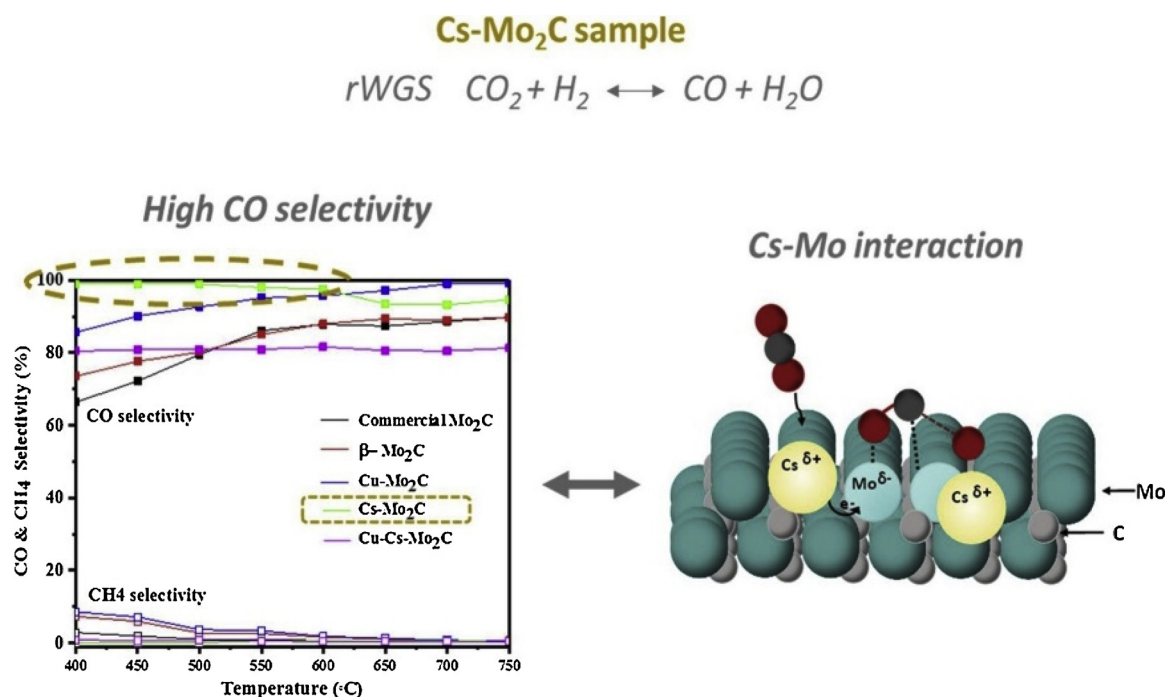 Cs-Mo₂C sample
rWGS CO₂ + H₂ ⟷ CO + H₂O
High CO selectivity
Cs-Mo interaction
CO & CH₄ Selectivity (%)
100
80
60
40
20
0
CO selectivity
Commercial Mo₂C
β– Mo₂C
Cu-Mo₂C
Cs-Mo₂C
Cu-Cs-Mo₂C
CH4 selectivity
400 450 500 550 600 650 700 750
Temperature (◦C)
Cs δ+
Mo δ-
e-
Cs δ+
Mo
C